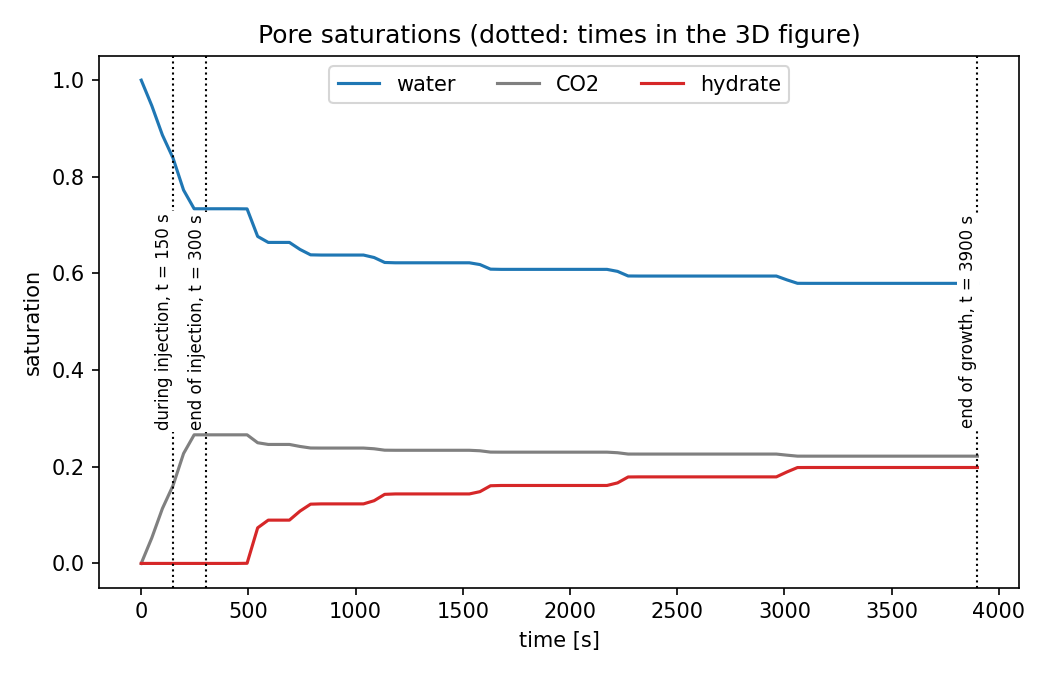 Pore saturations (dotted: times in the 3D figure)
water
CO2
hydrate
1.0
0.8
0.6
0.4
0.2
0.0
saturation
during injection, t = 150 s
end of injection, t = 300 s
end of growth, t = 3900 s
0
500
1000
1500
2000
2500
3000
3500
4000
time [s]